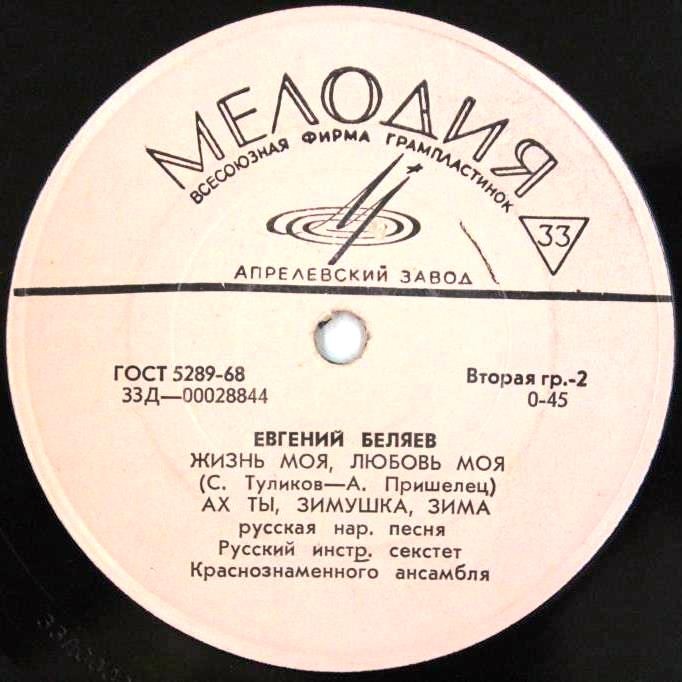 МЕЛОДИЯ
ВСЕСОЮЗНАЯ ФИРМА ГРАМПЛАСТИНОК
33
АПРЕЛЕВСКИЙ ЗАВОД
ГОСТ 5289-68
33Д—00028844
Вторая гр.-2
0-45
ЕВГЕНИЙ БЕЛЯЕВ
ЖИЗНЬ МОЯ, ЛЮБОВЬ МОЯ
(С. Туликов—А. Пришелец)
АХ ТЫ, ЗИМУШКА, ЗИМА
русская нар. песня
Русский инстр. секстет
Краснознаменного ансамбля